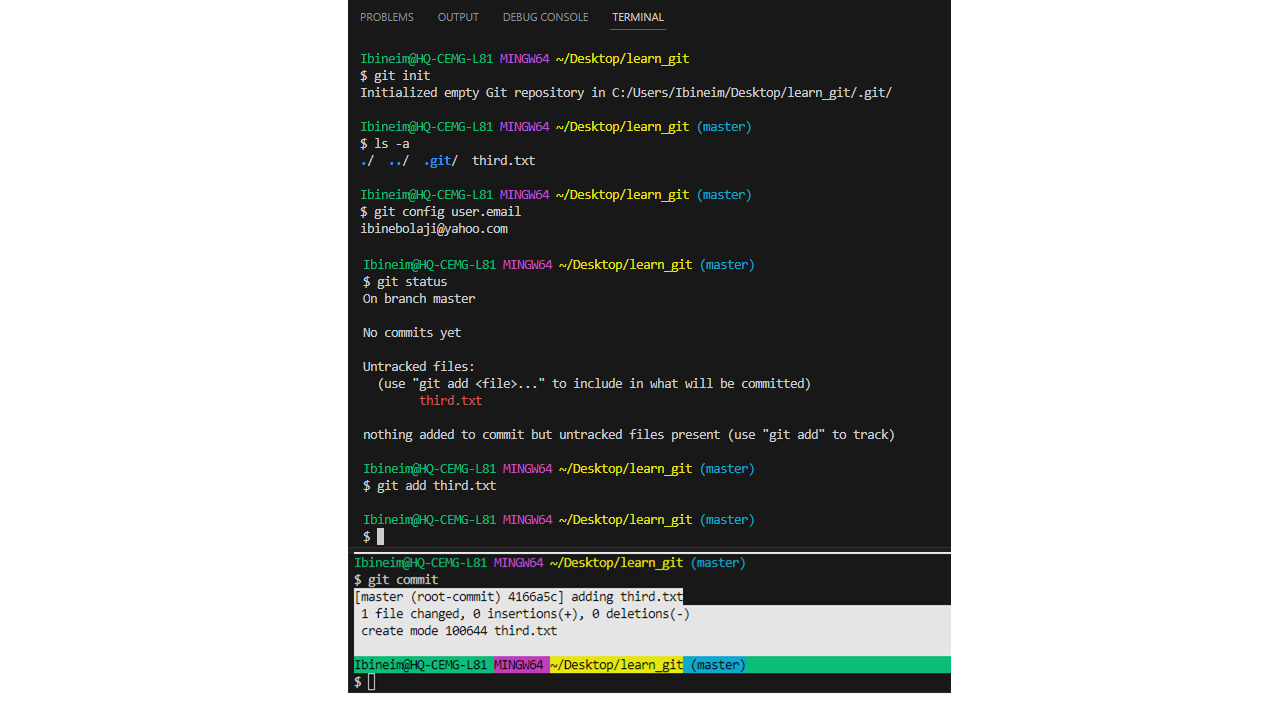 PROBLEMS OUTPUT DEBUG CONSOLE TERMINAL
Ibineim@HQ-CEMG-L81 MINGW64 ~/Desktop/learn_git
$ git init
Initialized empty Git repository in C:/Users/Ibineim/Desktop/learn_git/.git/
Ibineim@HQ-CEMG-L81 MINGW64 ~/Desktop/learn_git (master)
$ ls -a
./ ../ .git/ third.txt
Ibineim@HQ-CEMG-L81 MINGW64 ~/Desktop/learn_git (master)
$ git config user.email
ibinebolaji@yahoo.com
Ibineim@HQ-CEMG-L81 MINGW64 ~/Desktop/learn_git (master)
$ git status
On branch master
No commits yet
Untracked files:
(use "git add <file>..." to include in what will be committed)
third.txt
nothing added to commit but untracked files present (use "git add" to track)
Ibineim@HQ-CEMG-L81 MINGW64 ~/Desktop/learn_git (master)
$ git add third.txt
Ibineim@HQ-CEMG-L81 MINGW64 ~/Desktop/learn_git (master)
$
Ibineim@HQ-CEMG-L81 MINGW64 ~/Desktop/learn_git (master)
$ git commit
[master (root-commit) 4166a5c] adding third.txt
1 file changed, 0 insertions(+), 0 deletions(-)
create mode 100644 third.txt
Ibineim@HQ-CEMG-L81 MINGW64 ~/Desktop/learn_git (master)
$